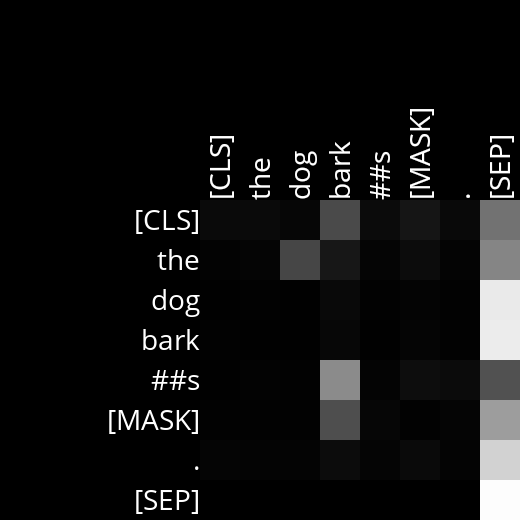 [CLS] the dog bark ##s [MASK] . [SEP]
[CLS]
the
dog
bark
##s
[MASK]
.
[SEP]